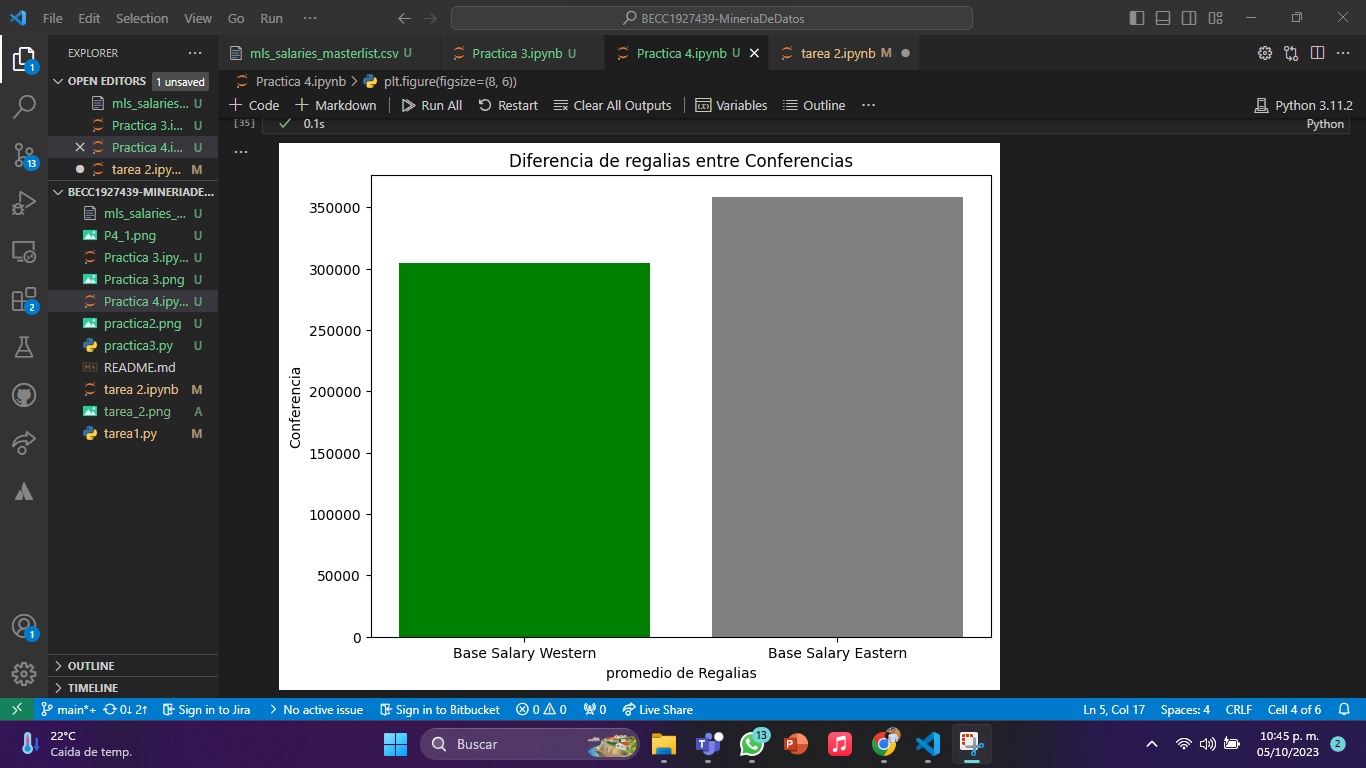 File Edit Selection View Go Run ··· BECC1927439-MineriaDeDatos
EXPLORER ···
OPEN EDITORS 1 unsaved
mls_salaries... U
Practica 3.i... U
Practica 4.i... U
tarea 2.ipy... M
BECC1927439-MINERIADE...
mls_salaries_... U
P4_1.png U
Practica 3.ipy... U
Practica 3.png U
Practica 4.ipy... U
practica2.png U
practica3.py U
README.md
tarea 2.ipynb M
tarea_2.png A
tarea1.py M
OUTLINE
TIMELINE
1
13
2
1
mls_salaries_masterlist.csv U Practica 3.ipynb U Practica 4.ipynb U tarea 2.ipynb M
Practica 4.ipynb > plt.figure(figsize=(8, 6))
Code Markdown Run All Restart Clear All Outputs Variables Outline ··· Python 3.11.2
[35] 0.1s Python
Diferencia de regalias entre Conferencias
350000
300000
250000
200000
150000
100000
50000
0
Conferencia
Base Salary Western Base Salary Eastern
promedio de Regalias
main*+ 0↓ 2↑ Sign in to Jira No active issue Sign in to Bitbucket 0 0 0 Live Share Ln 5, Col 17 Spaces: 4 CRLF Cell 4 of 6
22°C
Caída de temp.
Buscar
13
10:45 p. m.
05/10/2023
2